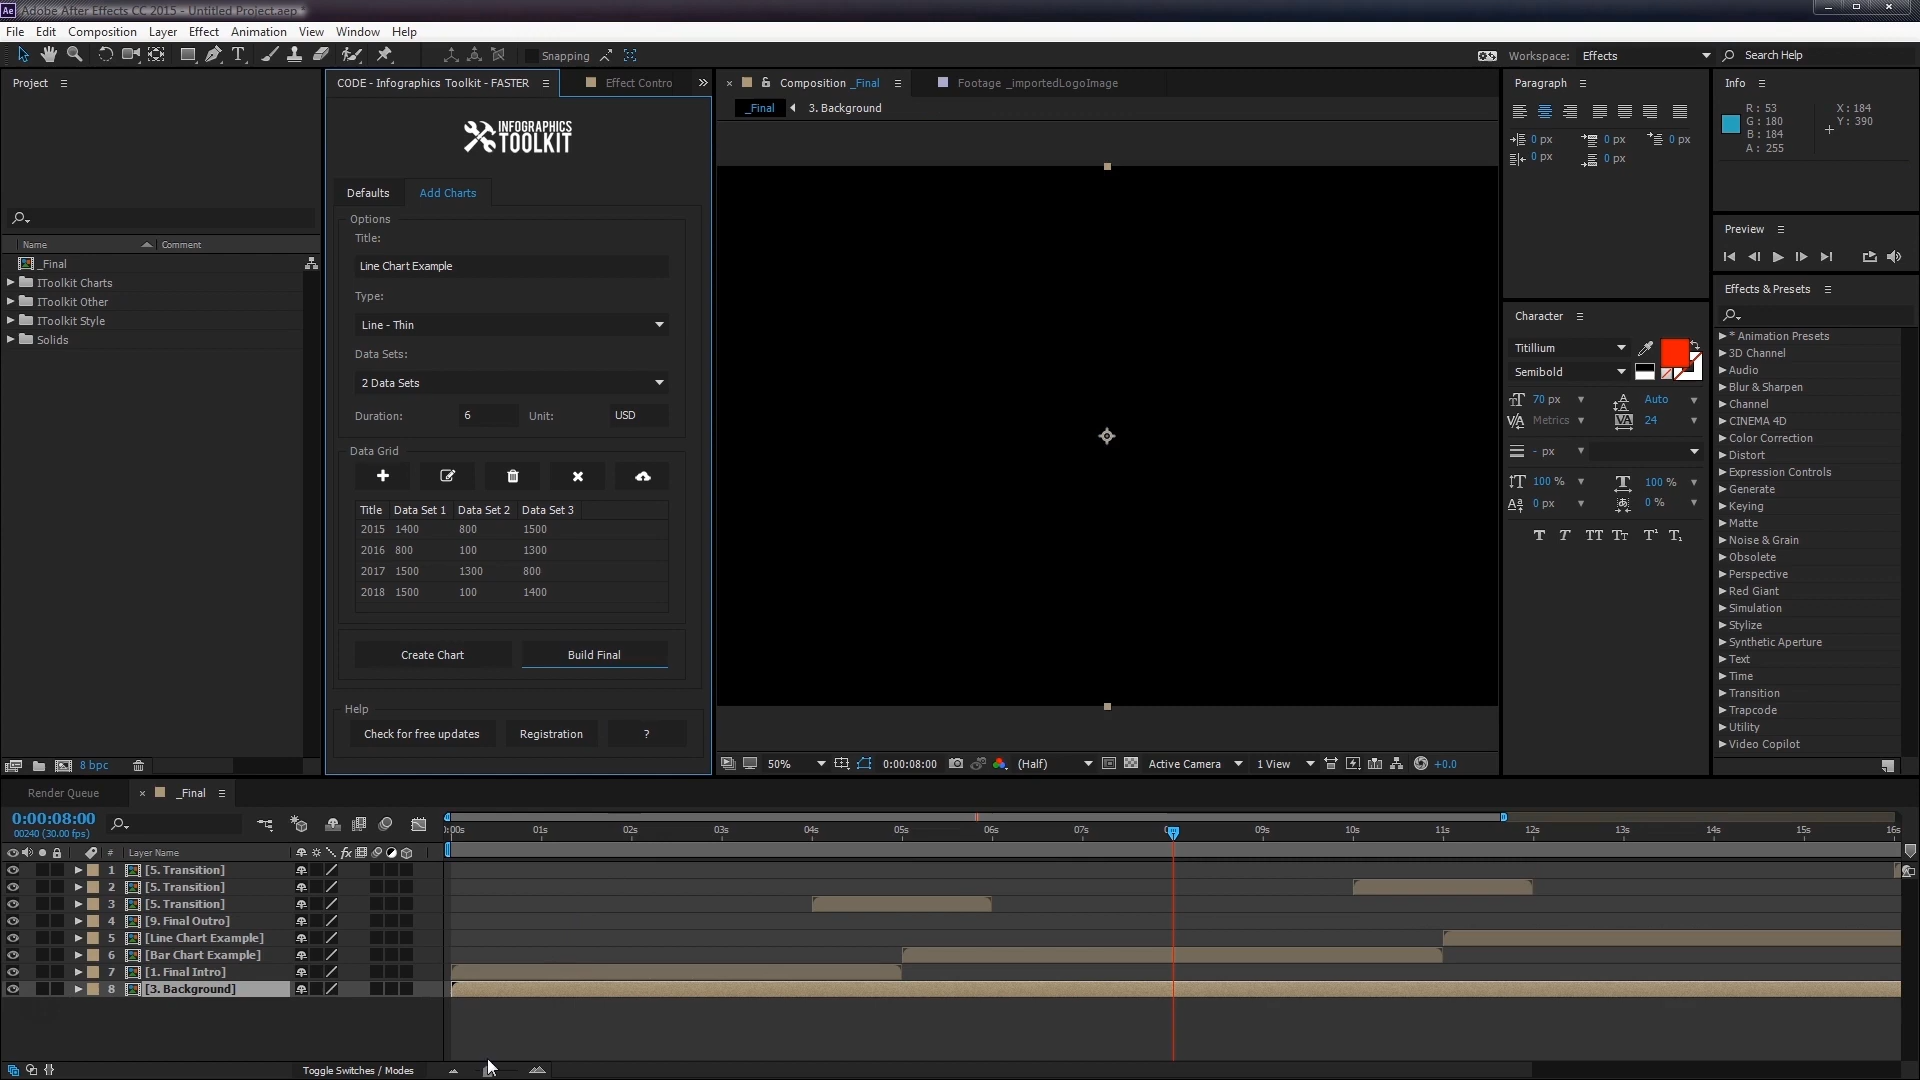 Ae Adobe After Effects CC 2015 - Untitled Project.aep *
File Edit Composition Layer Effect Animation View Window Help
Snapping
Workspace: Effects
Search Help
Project
Name Comment
_Final
IToolkit Charts
IToolkit Other
IToolkit Style
Solids
8 bpc
CODE - Infographics Toolkit - FASTER
Effect Contro
INFOGRAPHICS
TOOLKIT
Defaults Add Charts
Options
Title:
Line Chart Example
Type:
Line - Thin
Data Sets:
2 Data Sets
Duration: 6 Unit: USD
Data Grid
Title Data Set 1 Data Set 2 Data Set 3
2015 1400 800 1500
2016 800 100 1300
2017 1500 1300 800
2018 1500 100 1400
Create Chart Build Final
Help
Check for free updates Registration ?
Composition _Final
Footage _importedLogoImage
_Final 3. Background
50% 0:00:08:00 (Half) Active Camera 1 View +0.0
Paragraph
0 px 0 px 0 px
0 px 0 px
Character
Titillium
Semibold
70 px Auto
Metrics 24
- px
100 % 100 %
0 px 0 %
T T TT Tt T¹ T₁
Info
R: 53 X: 184
G: 180 Y: 390
B: 184
A: 255
Preview
Effects & Presets
* Animation Presets
3D Channel
Audio
Blur & Sharpen
Channel
CINEMA 4D
Color Correction
Distort
Expression Controls
Generate
Keying
Matte
Noise & Grain
Obsolete
Perspective
Red Giant
Simulation
Stylize
Synthetic Aperture
Text
Time
Transition
Trapcode
Utility
Video Copilot
Render Queue _Final
0:00:08:00
00240 (30.00 fps)
:00s 01s 02s 03s 04s 05s 06s 07s 09s 10s 11s 12s 13s 14s 15s 16s
# Layer Name
1 [5. Transition]
2 [5. Transition]
3 [5. Transition]
4 [9. Final Outro]
5 [Line Chart Example]
6 [Bar Chart Example]
7 [1. Final Intro]
8 [3. Background]
Toggle Switches / Modes